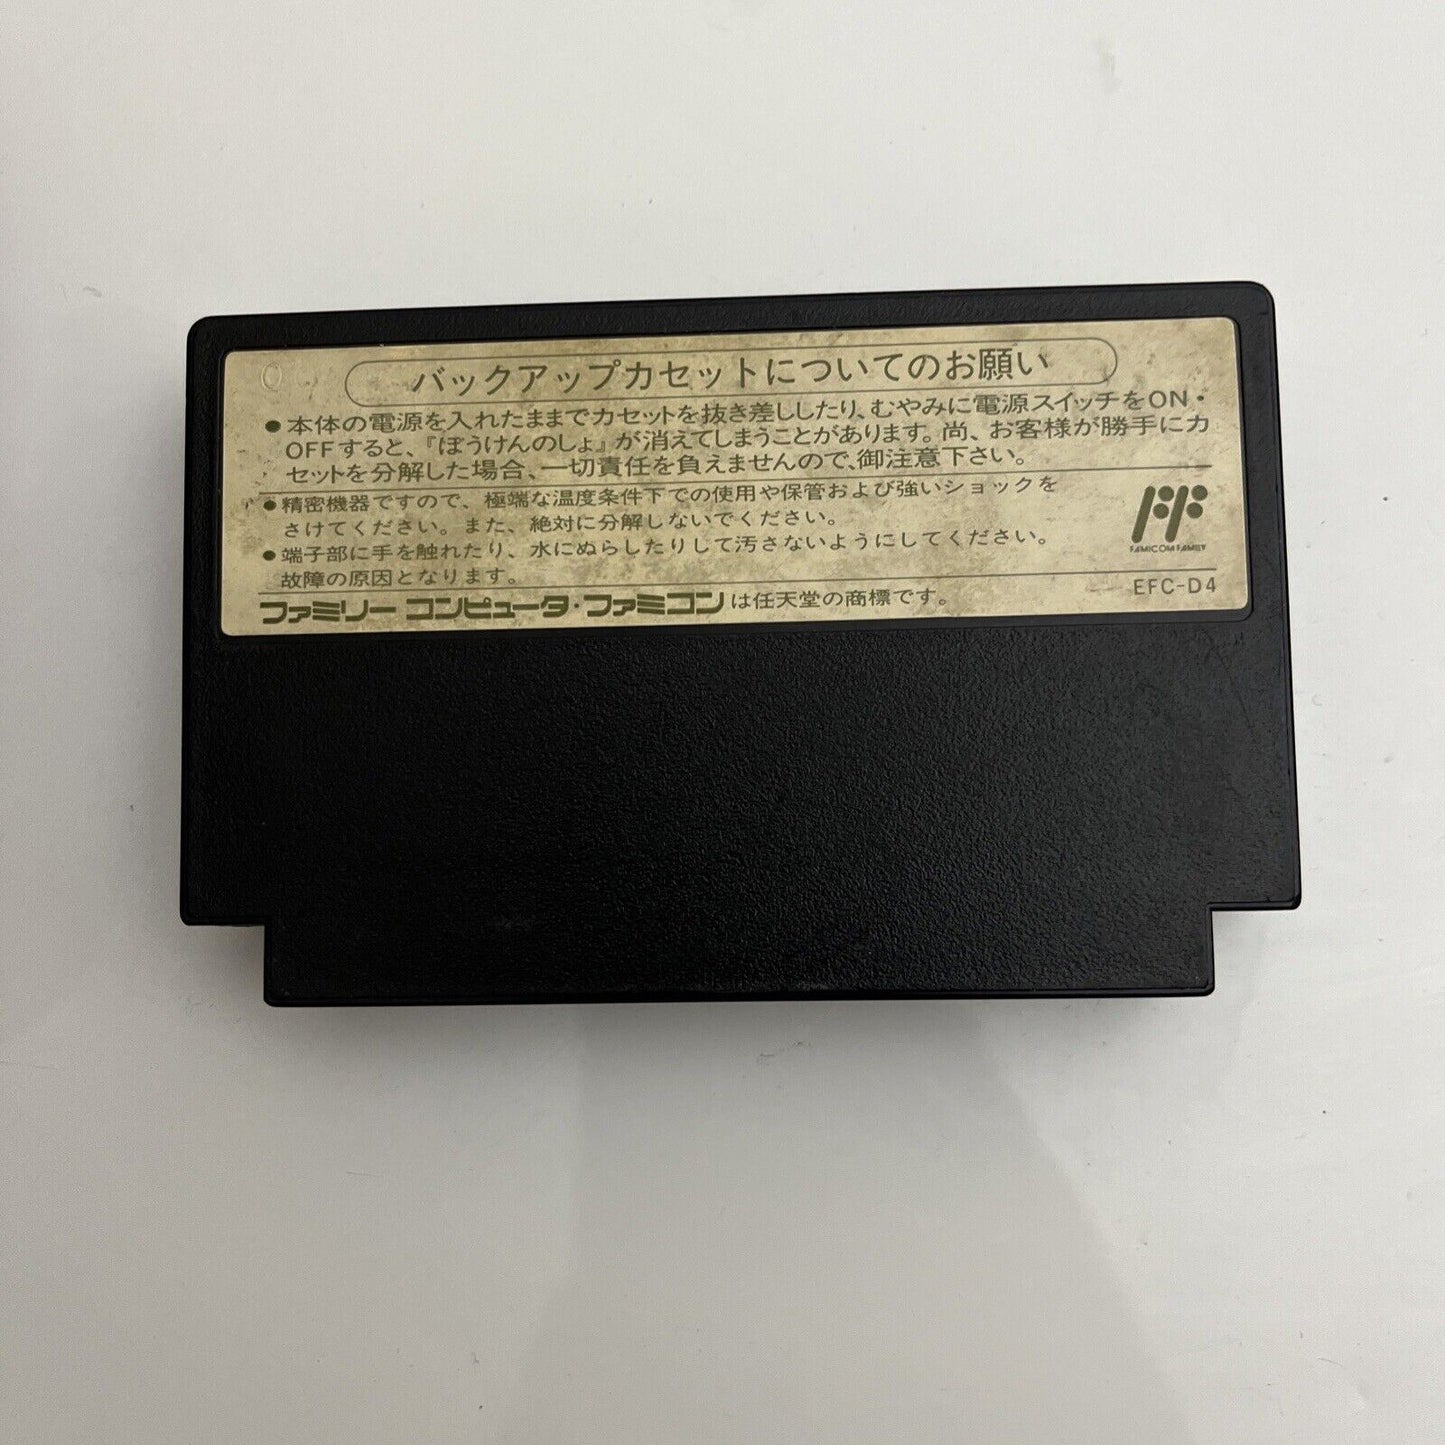 バックアップカセットについてのお願い
●本体の電源を入れたままでカセットを抜き差ししたり、むやみに電源スイッチをON・
OFFすると、『ぼうけんのしょ』が消えてしまうことがあります。尚、お客様が勝手にカ
セットを分解した場合、一切責任を負えませんので、御注意下さい。
●精密機器ですので、極端な温度条件下での使用や保管および強いショックを
さけてください。また、絶対に分解しないでください。
●端子部に手を触れたり、水にぬらしたりして汚さないようにしてください。
故障の原因となります。
FAMICOM FAMILY
EFC-D4
ファミリー コンピュータ・ファミコンは任天堂の商標です。